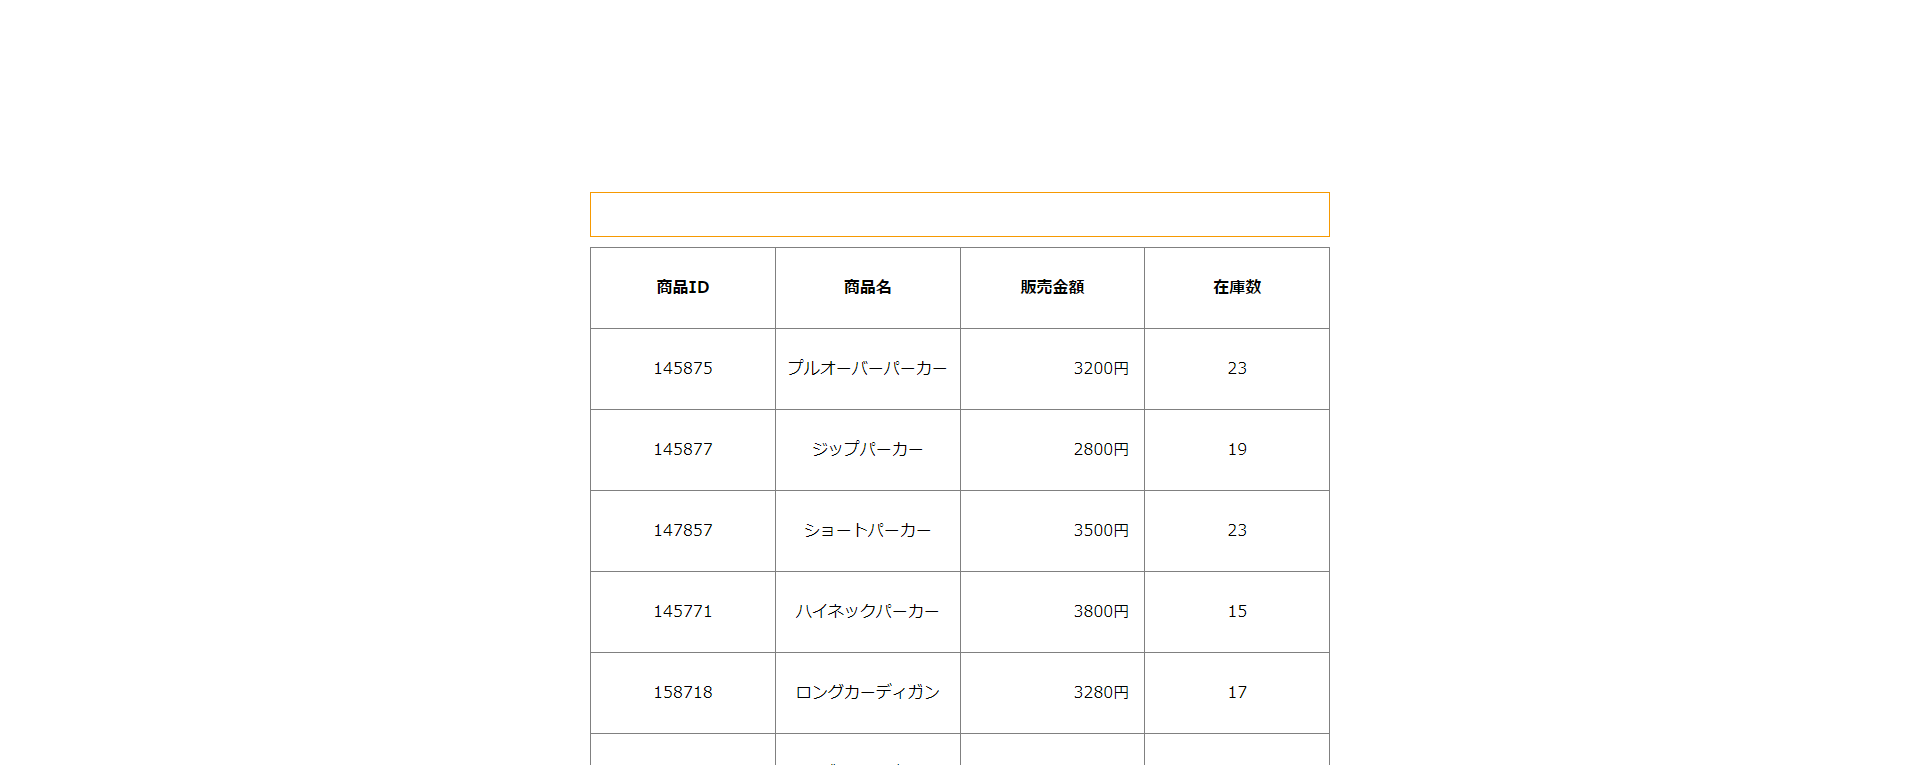 商品ID 商品名 販売金額 在庫数
145875 プルオーバーパーカー 3200円 23
145877 ジップパーカー 2800円 19
147857 ショートパーカー 3500円 23
145771 ハイネックパーカー 3800円 15
158718 ロングカーディガン 3280円 17